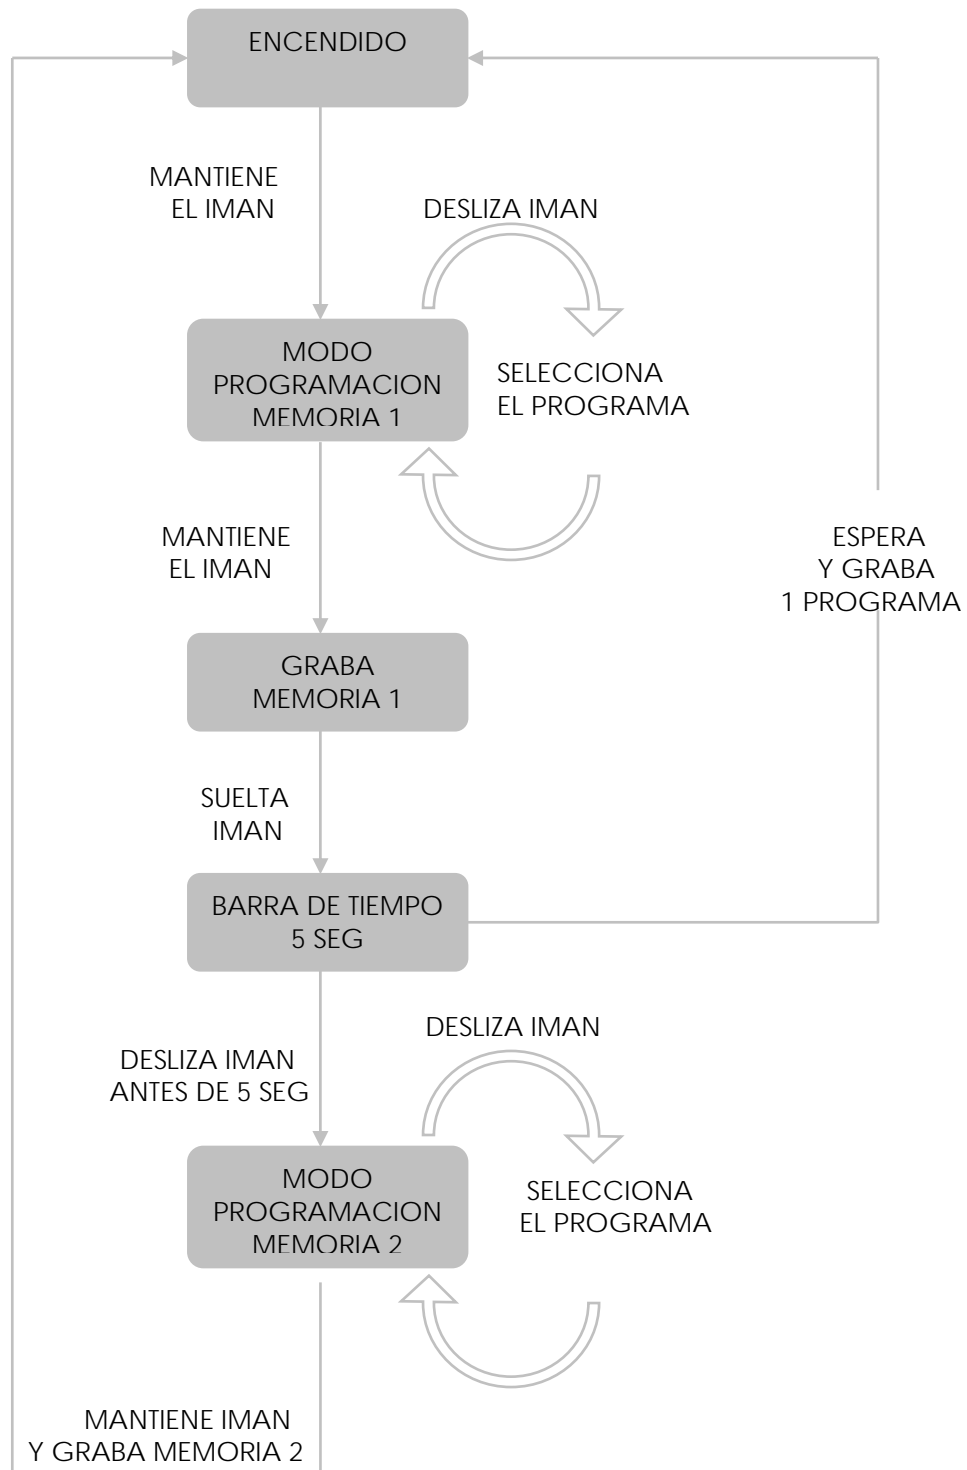 ENCENDIDO
MANTIENE
EL IMAN
DESLIZA IMAN
MODO
PROGRAMACION
MEMORIA 1
SELECCIONA
EL PROGRAMA
MANTIENE
EL IMAN
ESPERA
Y GRABA
1 PROGRAMA
GRABA
MEMORIA 1
SUELTA
IMAN
BARRA DE TIEMPO
5 SEG
DESLIZA IMAN
DESLIZA IMAN
ANTES DE 5 SEG
MODO
PROGRAMACION
MEMORIA 2
SELECCIONA
EL PROGRAMA
MANTIENE IMAN
Y GRABA MEMORIA 2